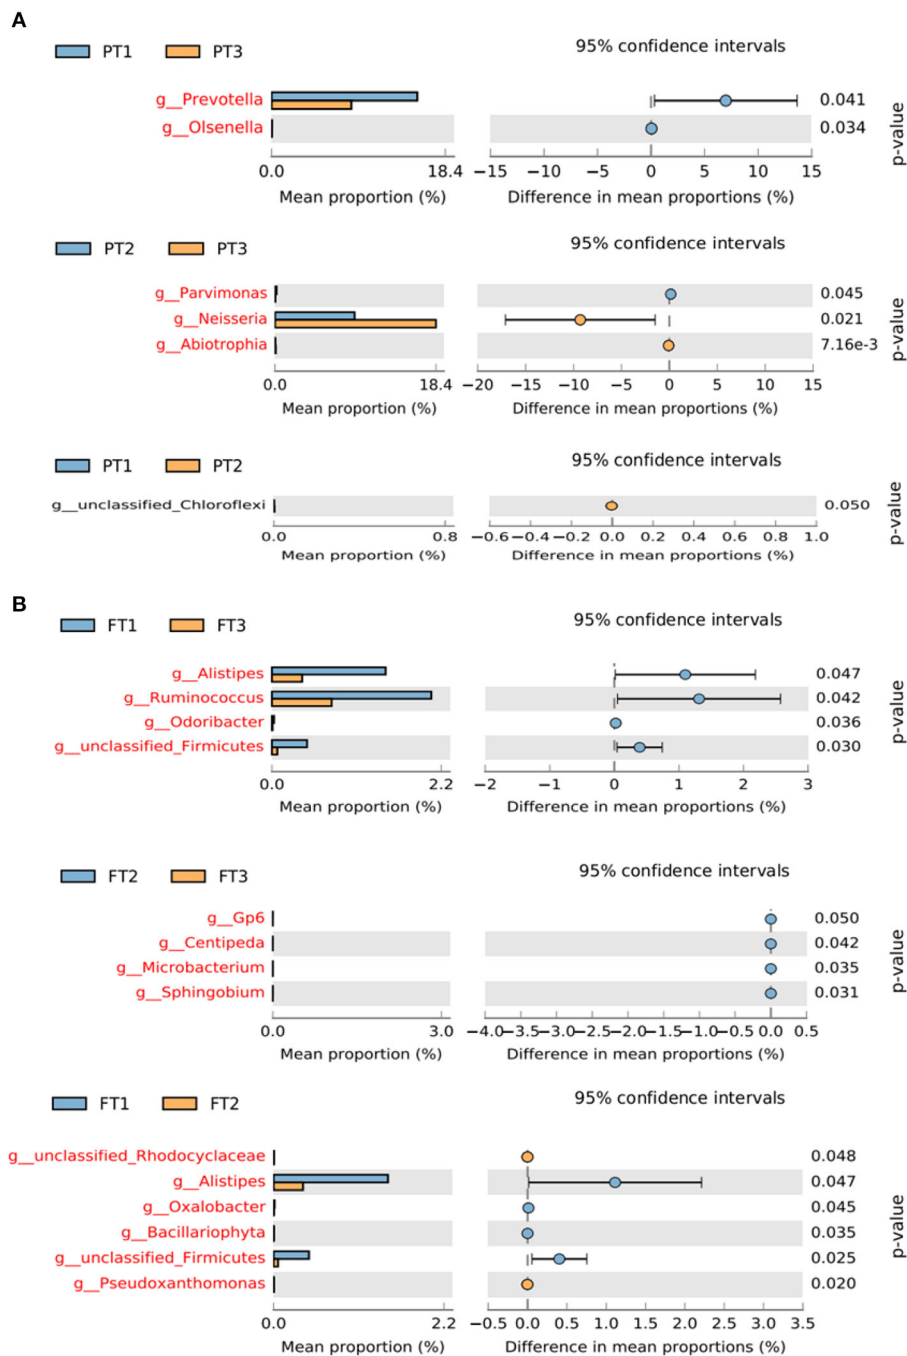 A
PT1 PT3 95% confidence intervals
g__Prevotella 0.041
g__Olsenella 0.034
p-value
0.0 18.4 −15 −10 −5 0 5 10 15
Mean proportion (%) Difference in mean proportions (%)
PT2 PT3 95% confidence intervals
g__Parvimonas 0.045
g__Neisseria 0.021
g__Abiotrophia 7.16e-3
p-value
0.0 18.4 −20 −15 −10 −5 0 5 10 15
Mean proportion (%) Difference in mean proportions (%)
PT1 PT2 95% confidence intervals
g__unclassified_Chloroflexi 0.050
p-value
0.0 0.8 −0.6−0.4−0.2 0.0 0.2 0.4 0.6 0.8 1.0
Mean proportion (%) Difference in mean proportions (%)
B
FT1 FT3 95% confidence intervals
g__Alistipes 0.047
g__Ruminococcus 0.042
g__Odoribacter 0.036
g__unclassified_Firmicutes 0.030
p-value
0.0 2.2 −2 −1 0 1 2 3
Mean proportion (%) Difference in mean proportions (%)
FT2 FT3 95% confidence intervals
g__Gp6 0.050
g__Centipeda 0.042
g__Microbacterium 0.035
g__Sphingobium 0.031
p-value
0.0 3.0 −4.0−3.5−3.0−2.5−2.0−1.5−1.0−0.5 0.0 0.5
Mean proportion (%) Difference in mean proportions (%)
FT1 FT2 95% confidence intervals
g__unclassified_Rhodocyclaceae 0.048
g__Alistipes 0.047
g__Oxalobacter 0.045
g__Bacillariophyta 0.035
g__unclassified_Firmicutes 0.025
g__Pseudoxanthomonas 0.020
p-value
0.0 2.2 −0.5 0.0 0.5 1.0 1.5 2.0 2.5 3.0 3.5
Mean proportion (%) Difference in mean proportions (%)